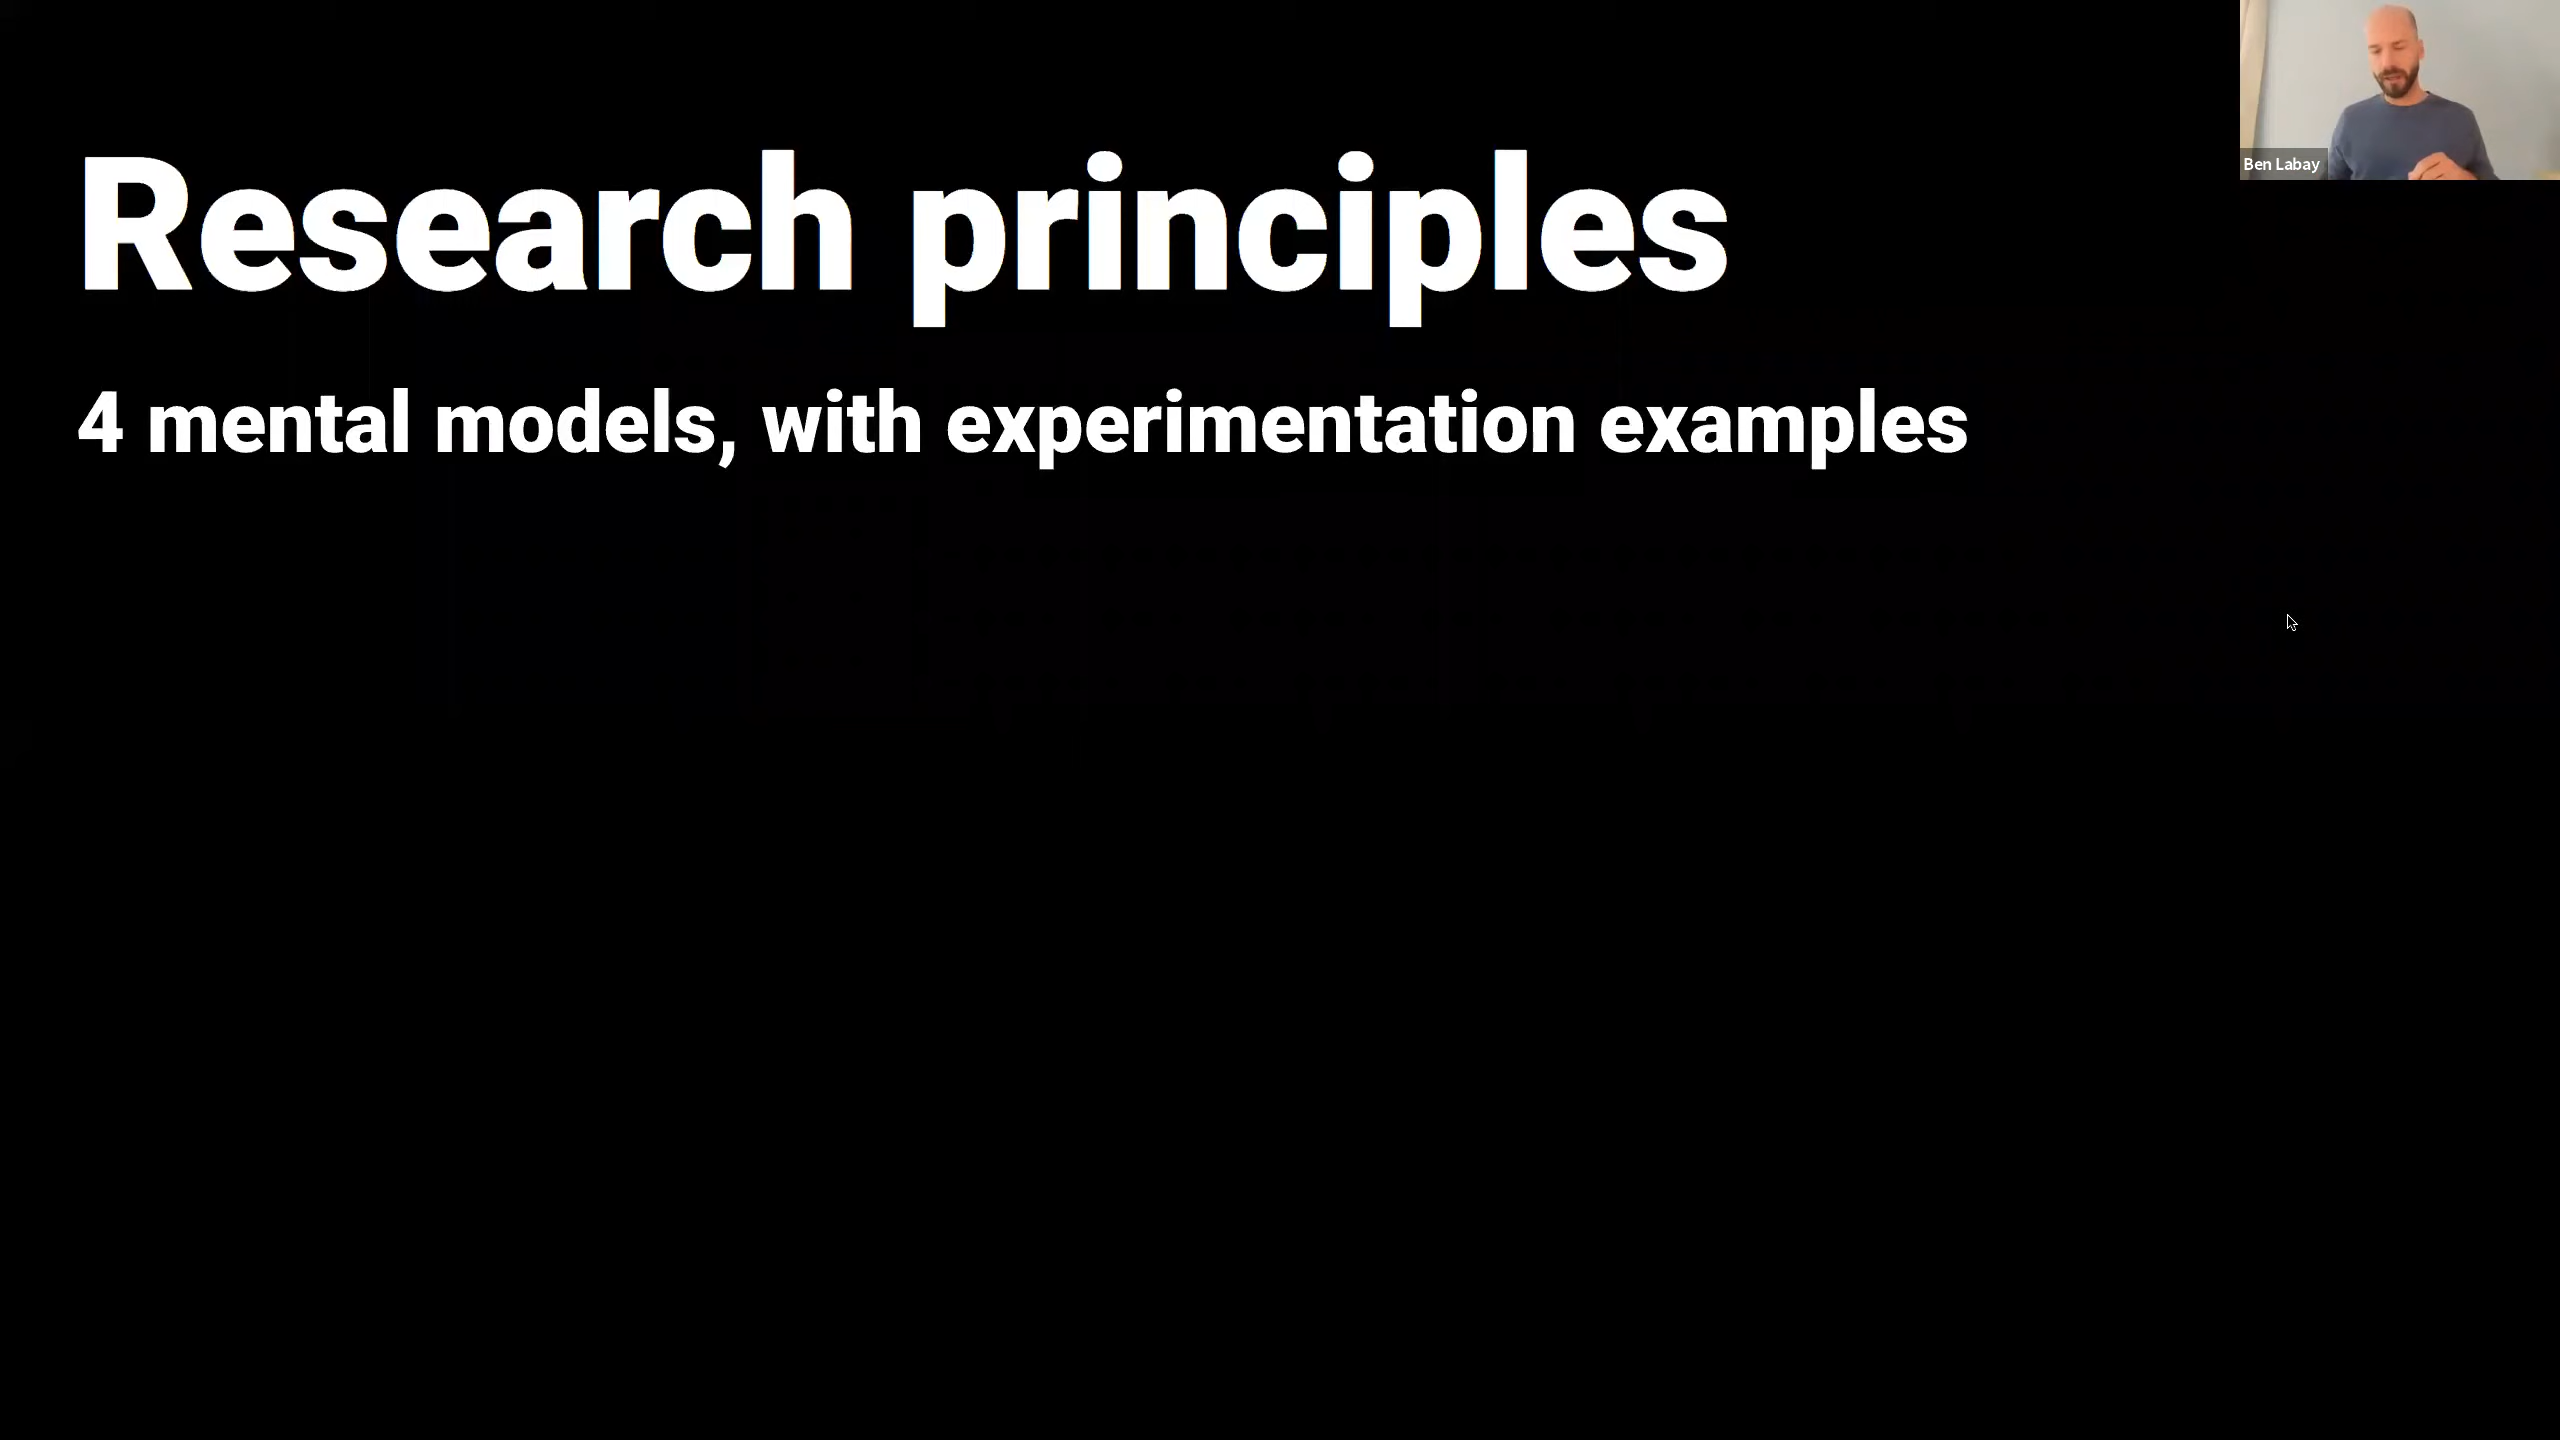 Research principles
4 mental models, with experimentation examples
Ben Labay